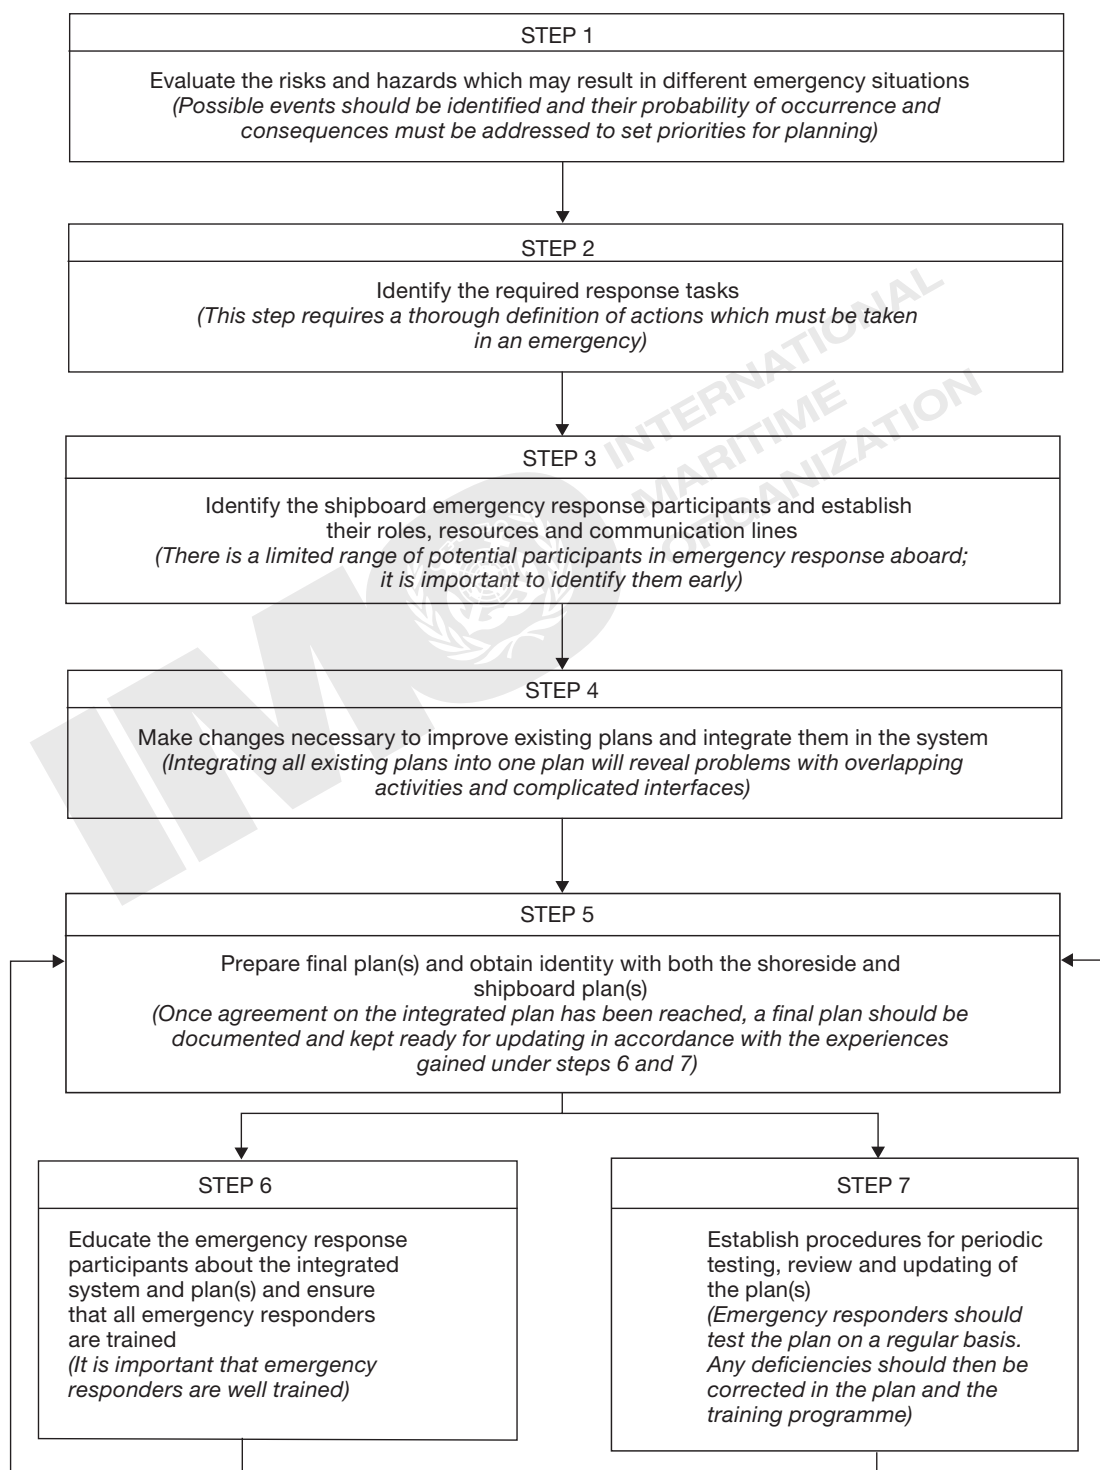 STEP 1
Evaluate the risks and hazards which may result in different emergency situations
(Possible events should be identified and their probability of occurrence and
consequences must be addressed to set priorities for planning)
STEP 2
Identify the required response tasks
(This step requires a thorough definition of actions which must be taken
in an emergency)
INTERNATIONAL
MARITIME
ORGANIZATION
IMO
STEP 3
Identify the shipboard emergency response participants and establish
their roles, resources and communication lines
(There is a limited range of potential participants in emergency response aboard;
it is important to identify them early)
STEP 4
Make changes necessary to improve existing plans and integrate them in the system
(Integrating all existing plans into one plan will reveal problems with overlapping
activities and complicated interfaces)
STEP 5
Prepare final plan(s) and obtain identity with both the shoreside and
shipboard plan(s)
(Once agreement on the integrated plan has been reached, a final plan should be
documented and kept ready for updating in accordance with the experiences
gained under steps 6 and 7)
STEP 6
Educate the emergency response
participants about the integrated
system and plan(s) and ensure
that all emergency responders
are trained
(It is important that emergency
responders are well trained)
STEP 7
Establish procedures for periodic
testing, review and updating of
the plan(s)
(Emergency responders should
test the plan on a regular basis.
Any deficiencies should then be
corrected in the plan and the
training programme)